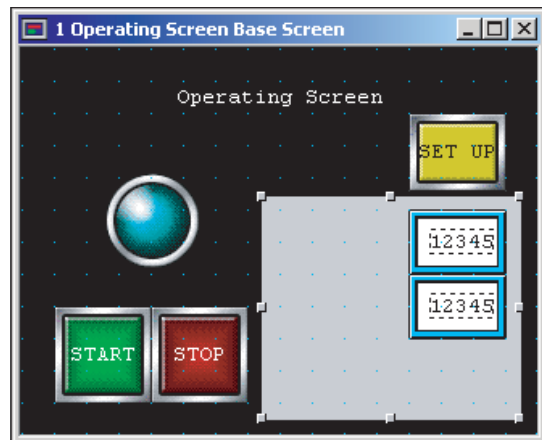 1 Operating Screen Base Screen
Operating Screen
SET UP
12345
12345
START STOP